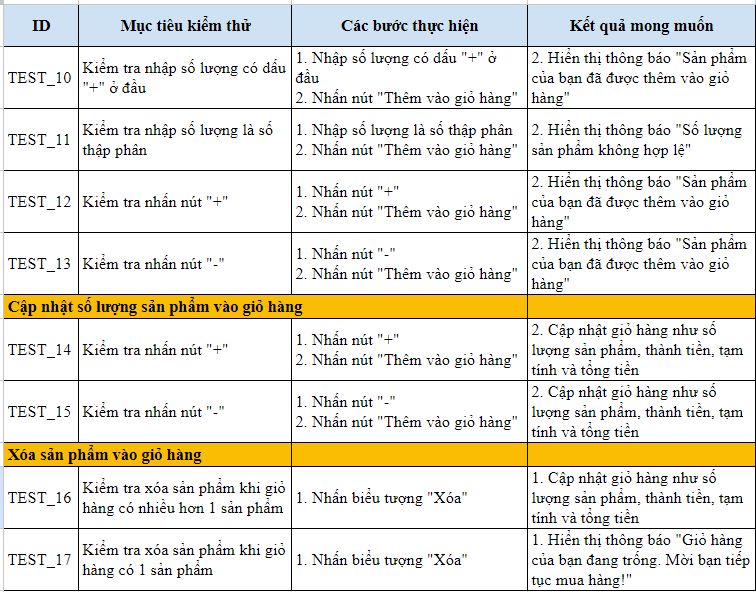 ID Mục tiêu kiểm thử Các bước thực hiện Kết quả mong muốn
TEST_10
Kiểm tra nhập số lượng có dấu
"+" ở đầu
1. Nhập số lượng có dấu "+" ở
đầu
2. Nhấn nút "Thêm vào giỏ hàng"
2. Hiển thị thông báo "Sản phẩm
của bạn đã được thêm vào giỏ
hàng"
TEST_11
Kiểm tra nhập số lượng là số
thập phân
1. Nhập số lượng là số thập phân
2. Nhấn nút "Thêm vào giỏ hàng"
2. Hiển thị thông báo "Số lượng
sản phẩm không hợp lệ"
TEST_12
Kiểm tra nhấn nút "+"
1. Nhấn nút "+"
2. Nhấn nút "Thêm vào giỏ hàng"
2. Hiển thị thông báo "Sản phẩm
của bạn đã được thêm vào giỏ
hàng"
TEST_13
Kiểm tra nhấn nút "-"
1. Nhấn nút "-"
2. Nhấn nút "Thêm vào giỏ hàng"
2. Hiển thị thông báo "Sản phẩm
của bạn đã được thêm vào giỏ
hàng"
Cập nhật số lượng sản phẩm vào giỏ hàng
TEST_14
Kiểm tra nhấn nút "+"
1. Nhấn nút "+"
2. Nhấn nút "Thêm vào giỏ hàng"
2. Cập nhật giỏ hàng như số
lượng sản phẩm, thành tiền, tạm
tính và tổng tiền
TEST_15
Kiểm tra nhấn nút "-"
1. Nhấn nút "-"
2. Nhấn nút "Thêm vào giỏ hàng"
2. Cập nhật giỏ hàng như số
lượng sản phẩm, thành tiền, tạm
tính và tổng tiền
Xóa sản phẩm vào giỏ hàng
TEST_16
Kiểm tra xóa sản phẩm khi giỏ
hàng có nhiều hơn 1 sản phẩm
1. Nhấn biểu tượng "Xóa"
1. Cập nhật giỏ hàng như số
lượng sản phẩm, thành tiền, tạm
tính và tổng tiền
TEST_17
Kiểm tra xóa sản phẩm khi giỏ
hàng có 1 sản phẩm
1. Nhấn biểu tượng "Xóa"
1. Hiển thị thông báo "Giỏ hàng
của bạn đang trống. Mời bạn tiếp
tục mua hàng!"